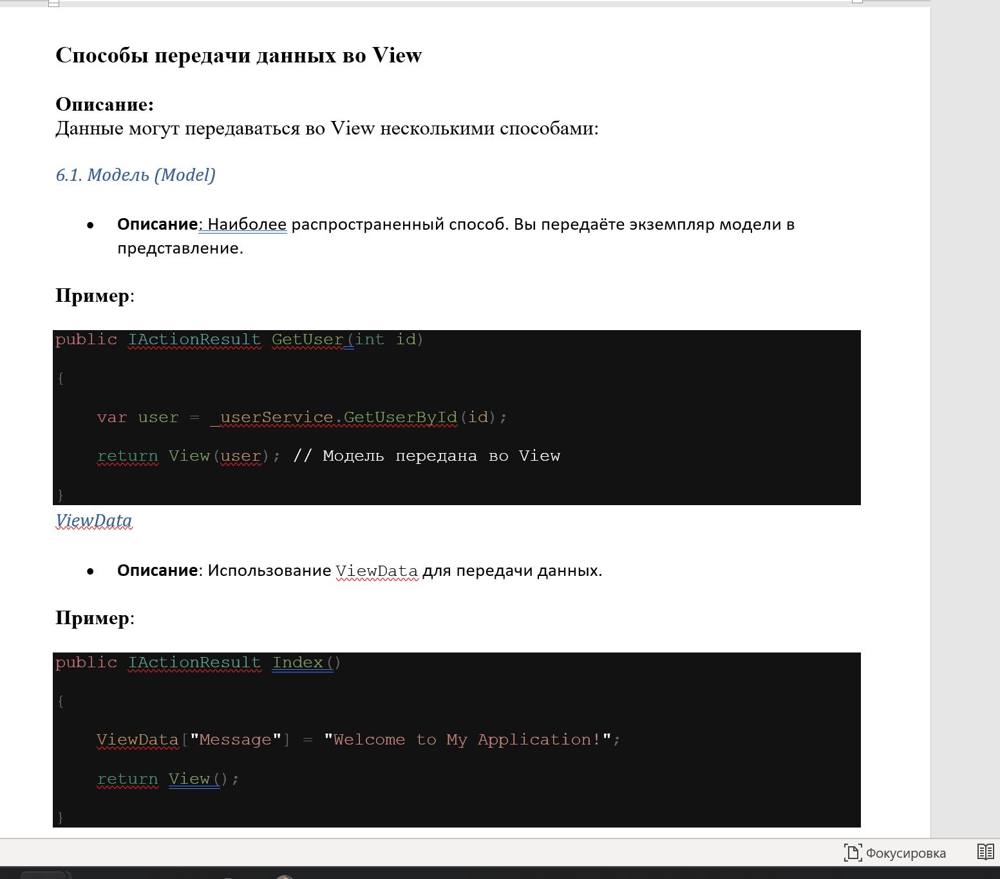 Способы передачи данных во View
Описание:
Данные могут передаваться во View несколькими способами:
6.1. Модель (Model)
● Описание: Наиболее распространенный способ. Вы передаёте экземпляр модели в
представление.
Пример:
public IActionResult GetUser(int id)
{
    var user = _userService.GetUserById(id);
    return View(user); // Модель передана во View
}
ViewData
● Описание: Использование ViewData для передачи данных.
Пример:
public IActionResult Index()
{
    ViewData["Message"] = "Welcome to My Application!";
    return View();
}
Фокусировка